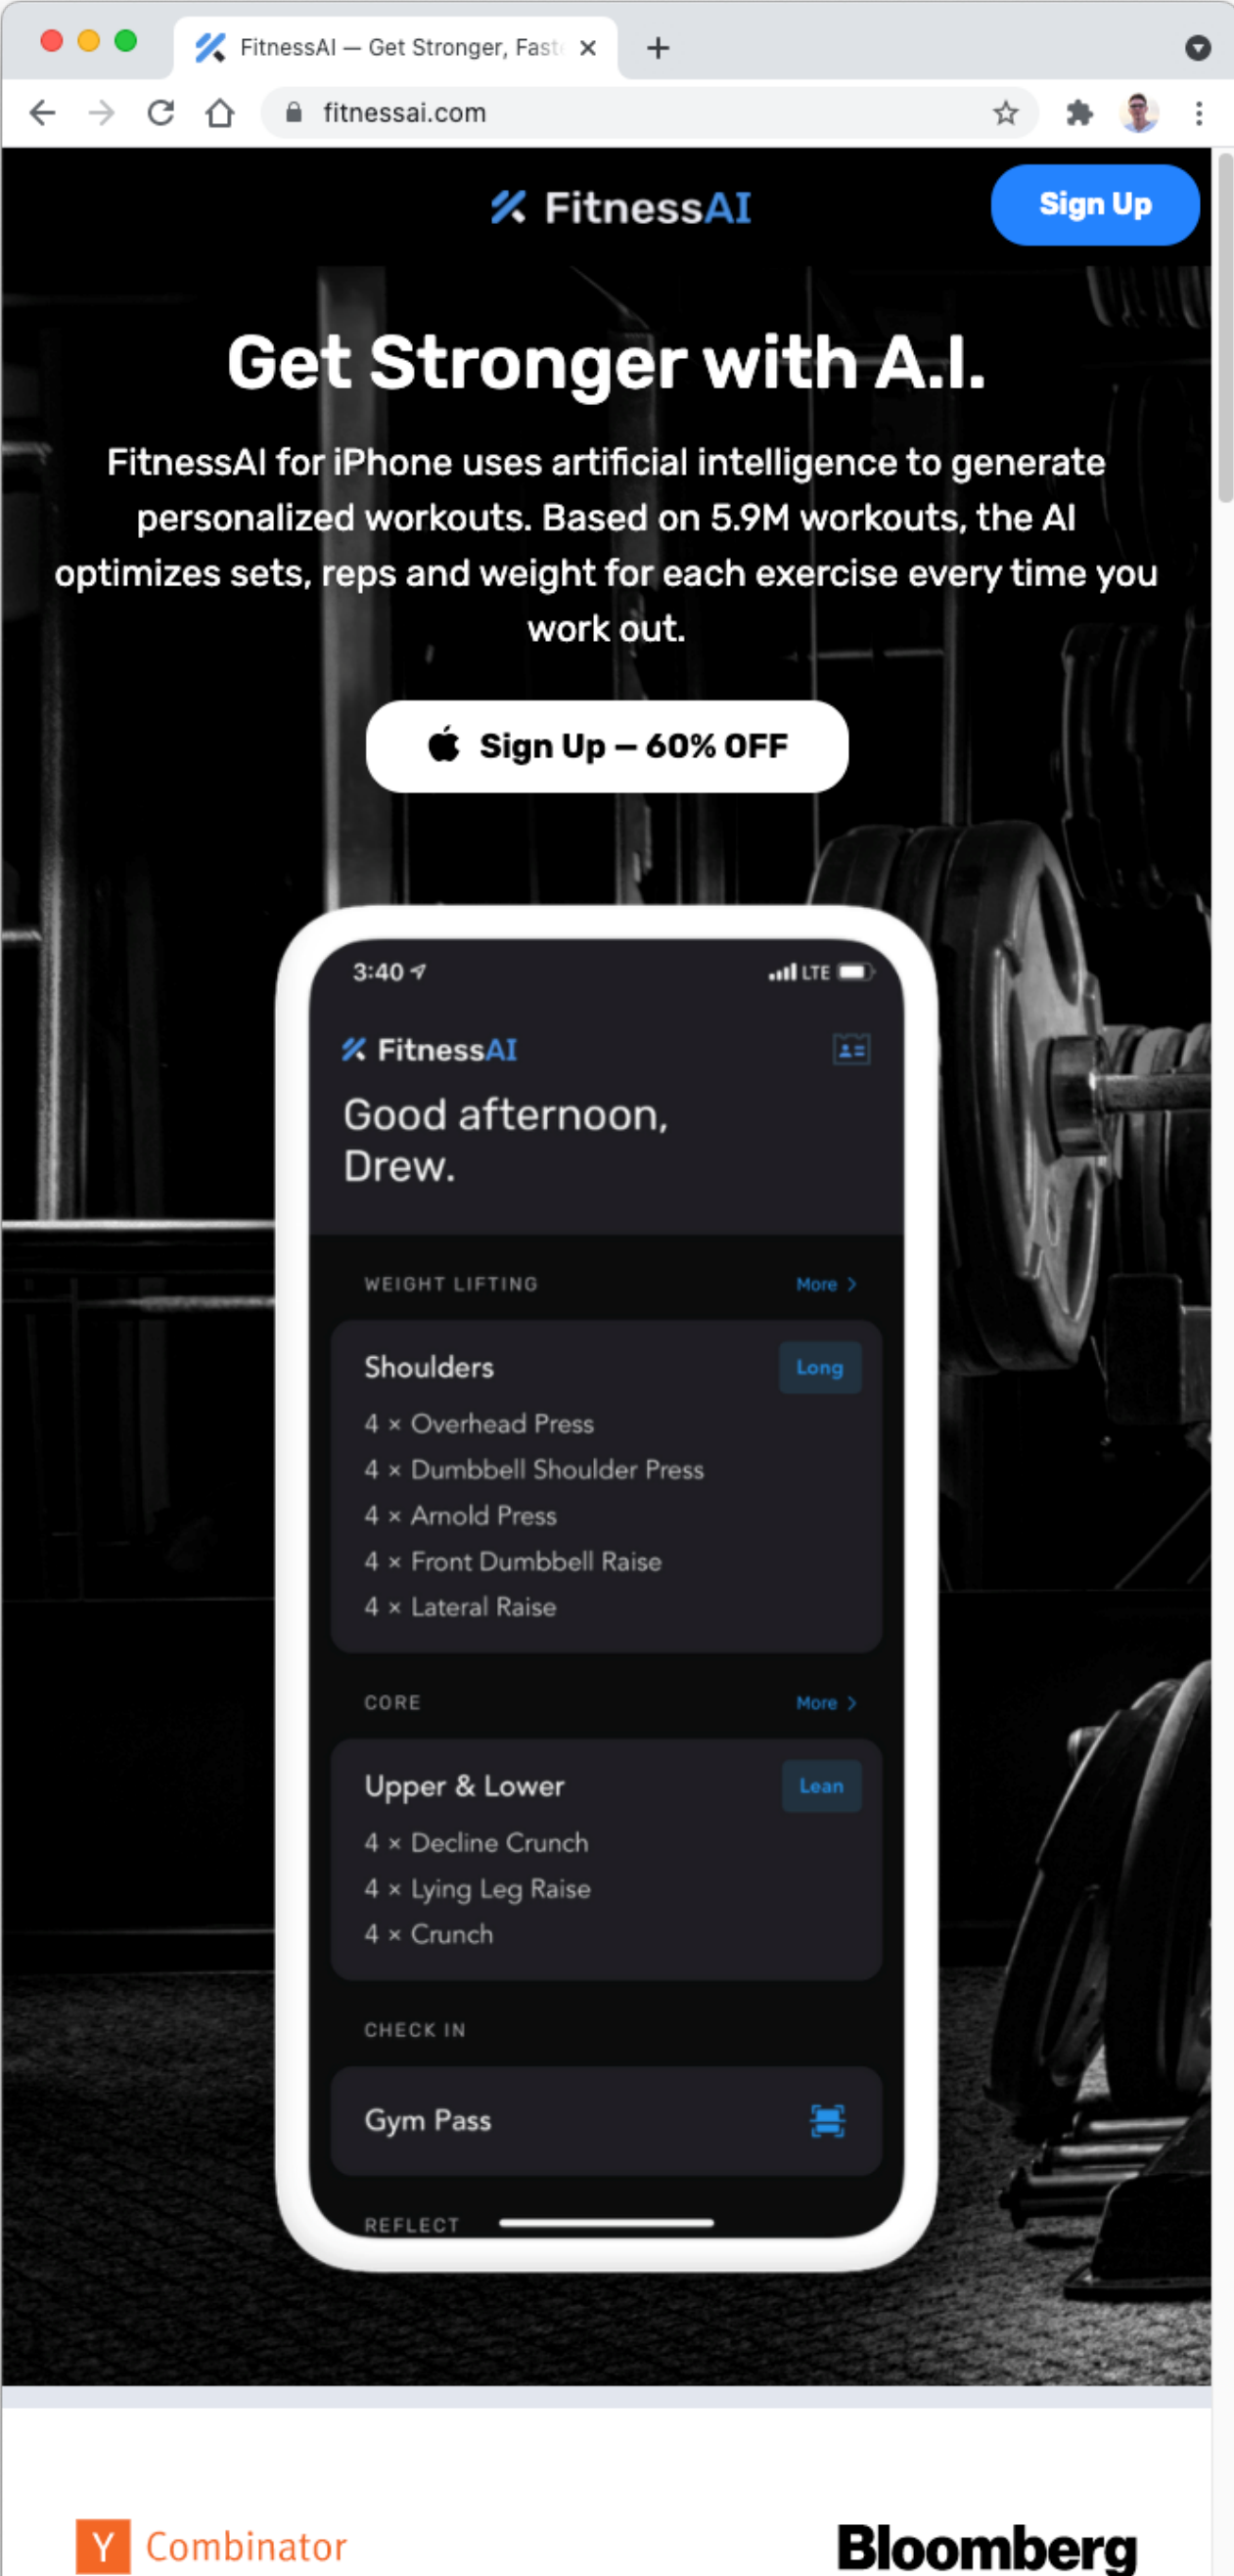 FitnessAI — Get Stronger, Fast
fitnessai.com
FitnessAI
Sign Up
Get Stronger with A.I.
FitnessAI for iPhone uses artificial intelligence to generate
personalized workouts. Based on 5.9M workouts, the AI
optimizes sets, reps and weight for each exercise every time you
work out.
Sign Up — 60% OFF
3:40
LTE
FitnessAI
Good afternoon,
Drew.
WEIGHT LIFTING
More >
Shoulders
Long
4 × Overhead Press
4 × Dumbbell Shoulder Press
4 × Arnold Press
4 × Front Dumbbell Raise
4 × Lateral Raise
CORE
More >
Upper & Lower
Lean
4 × Decline Crunch
4 × Lying Leg Raise
4 × Crunch
CHECK IN
Gym Pass
REFLECT
Y Combinator
Bloomberg